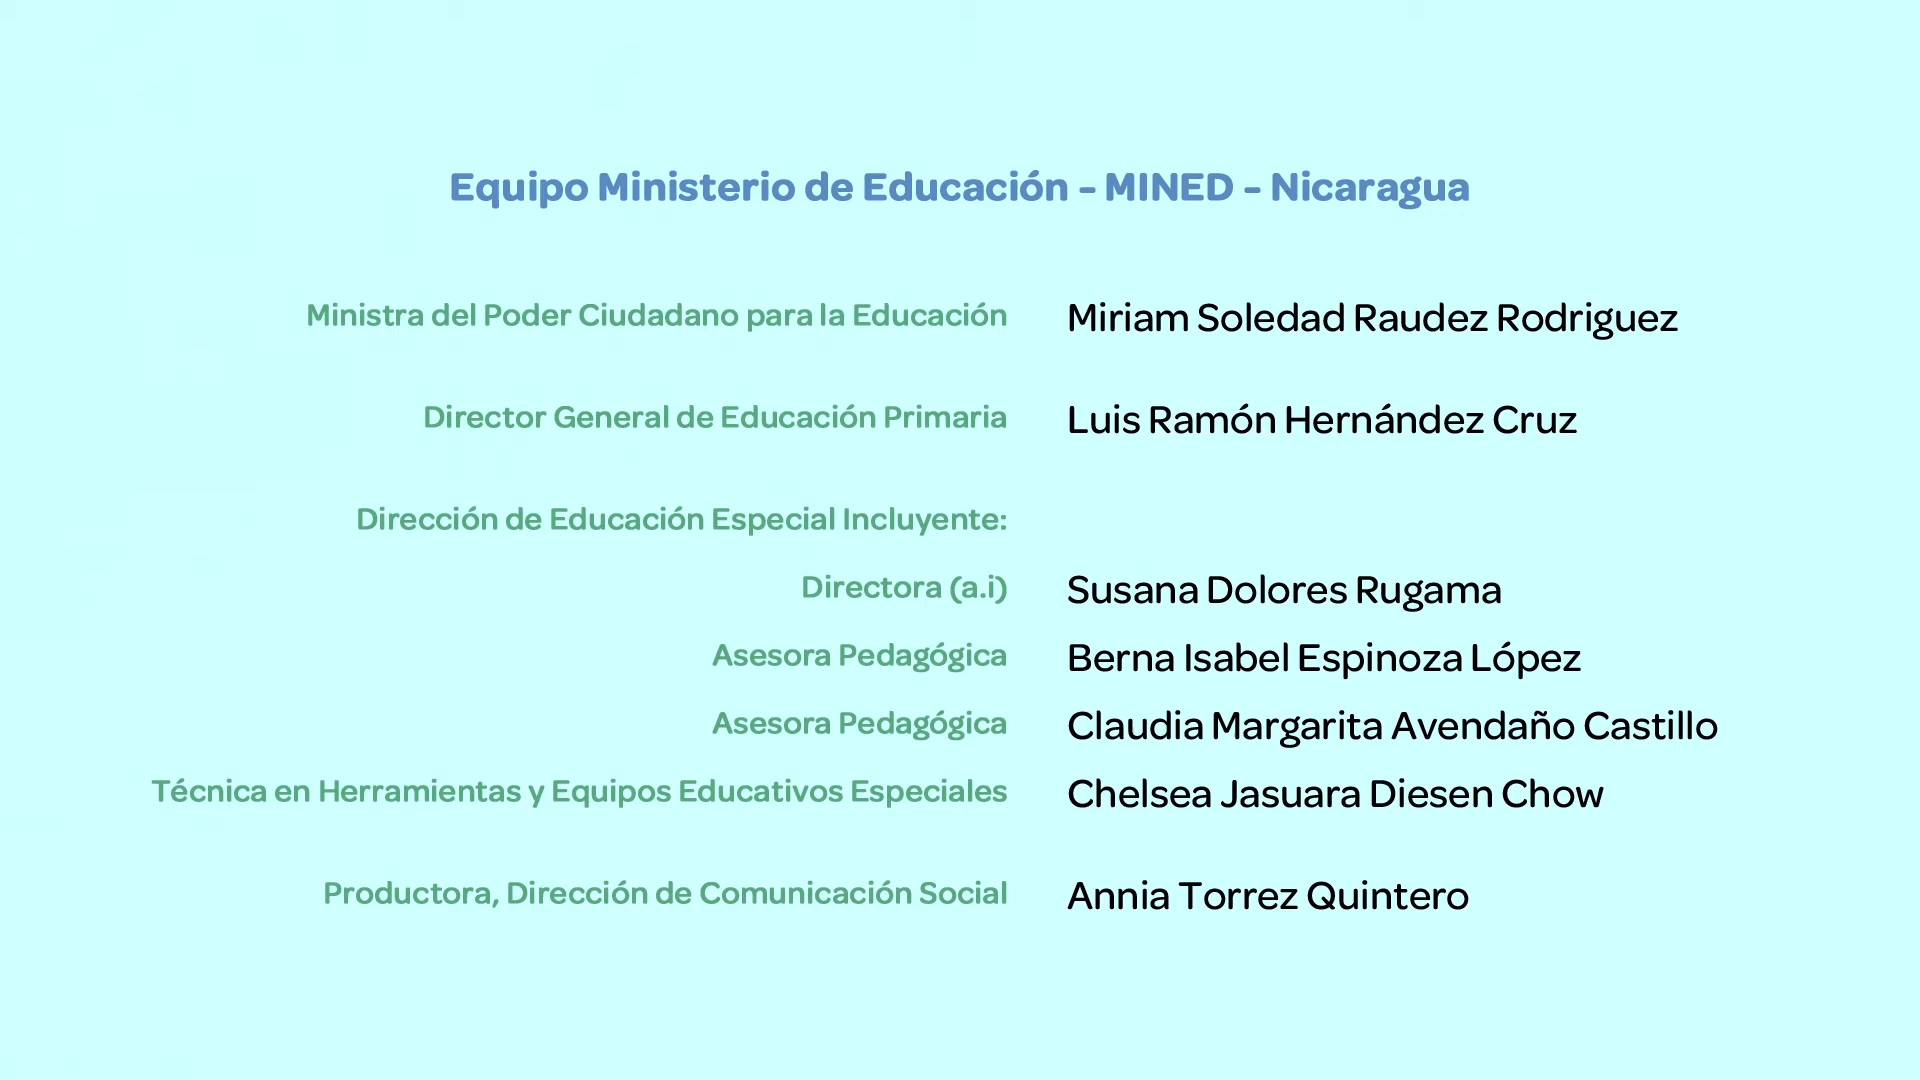 Equipo Ministerio de Educación - MINED - Nicaragua
Ministra del Poder Ciudadano para la Educación Miriam Soledad Raudez Rodriguez
Director General de Educación Primaria Luis Ramón Hernández Cruz
Dirección de Educación Especial Incluyente:
Directora (a.i) Susana Dolores Rugama
Asesora Pedagógica Berna Isabel Espinoza López
Asesora Pedagógica Claudia Margarita Avendaño Castillo
Técnica en Herramientas y Equipos Educativos Especiales Chelsea Jasuara Diesen Chow
Productora, Dirección de Comunicación Social Annia Torrez Quintero